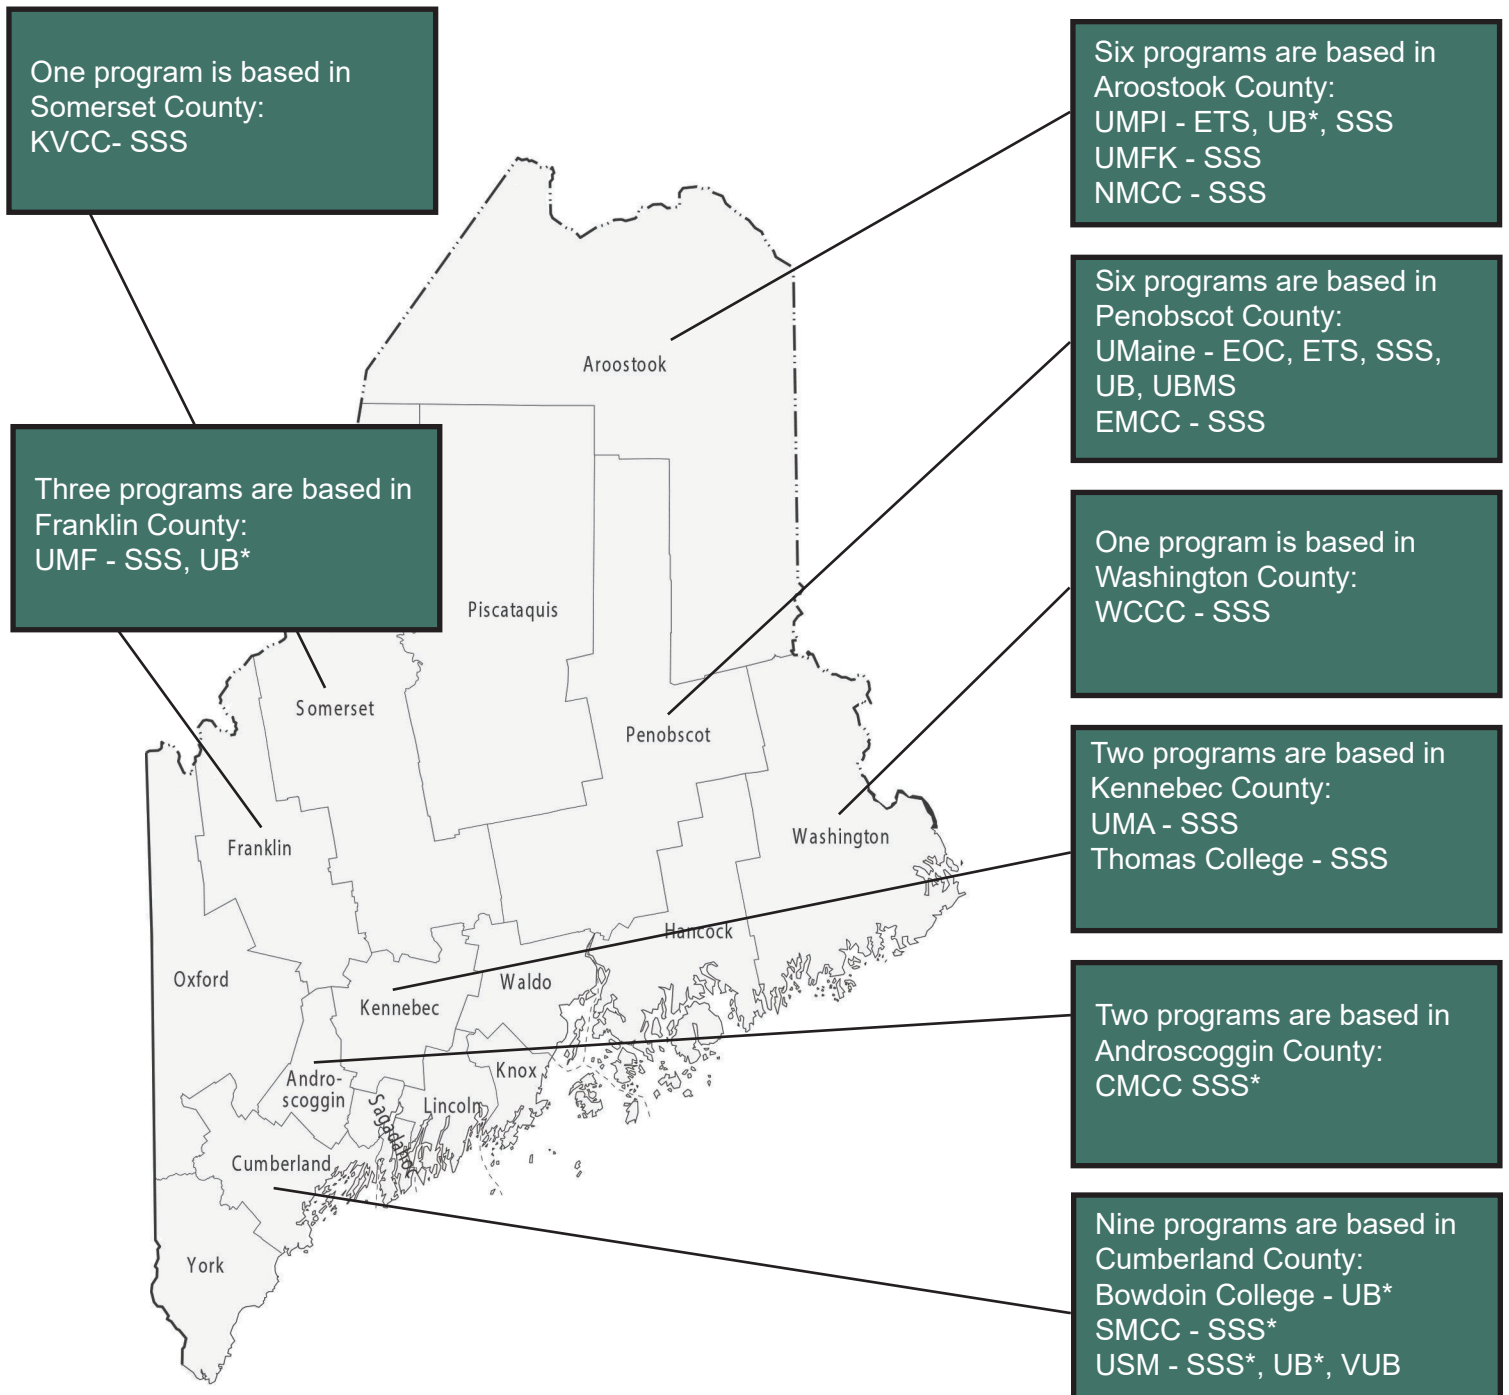 One program is based in
Somerset County:
KVCC- SSS
Six programs are based in
Aroostook County:
UMPI - ETS, UB*, SSS
UMFK - SSS
NMCC - SSS
Six programs are based in
Penobscot County:
UMaine - EOC, ETS, SSS,
UB, UBMS
EMCC - SSS
Three programs are based in
Franklin County:
UMF - SSS, UB*
One program is based in
Washington County:
WCCC - SSS
Two programs are based in
Kennebec County:
UMA - SSS
Thomas College - SSS
Two programs are based in
Androscoggin County:
CMCC SSS*
Nine programs are based in
Cumberland County:
Bowdoin College - UB*
SMCC - SSS*
USM - SSS*, UB*, VUB
Aroostook
Piscataquis
Somerset
Penobscot
Franklin
Washington
Hancock
Oxford
Waldo
Kennebec
Knox
Andro-
scoggin
Lincoln
Sagadahoc
Cumberland
York